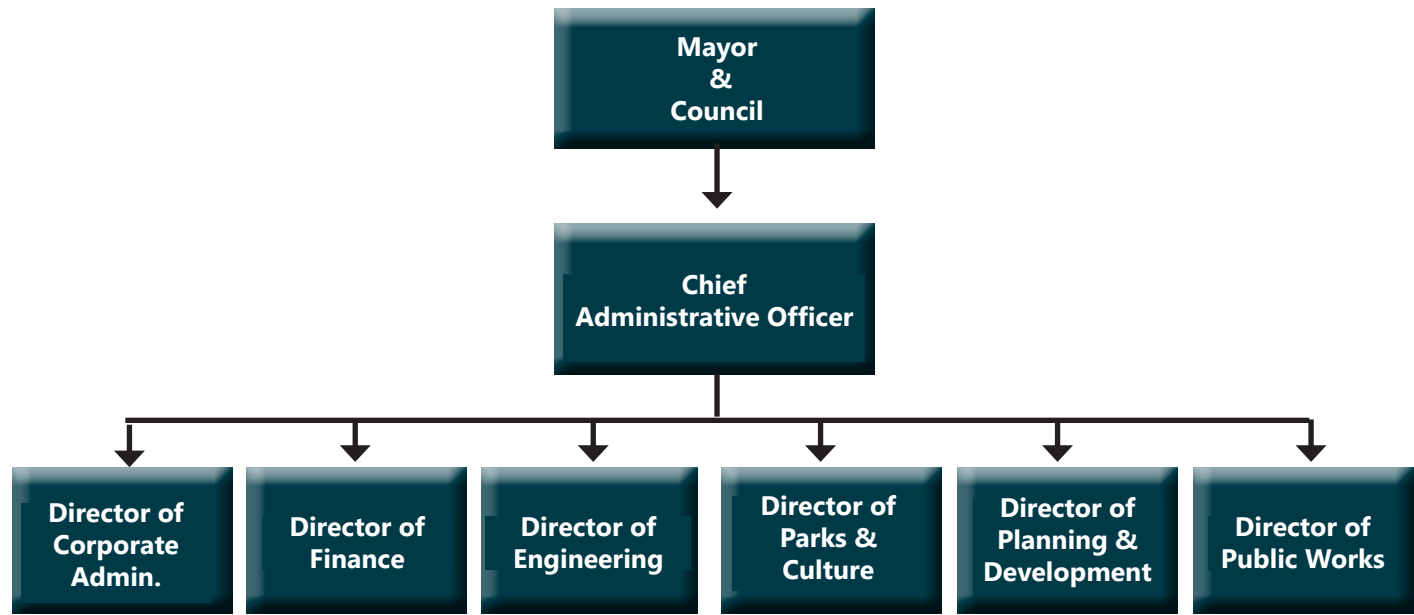 Mayor
&
Council
Chief
Administrative Officer
Director of
Corporate
Admin.
Director of
Finance
Director of
Engineering
Director of
Parks &
Culture
Director of
Planning &
Development
Director of
Public Works